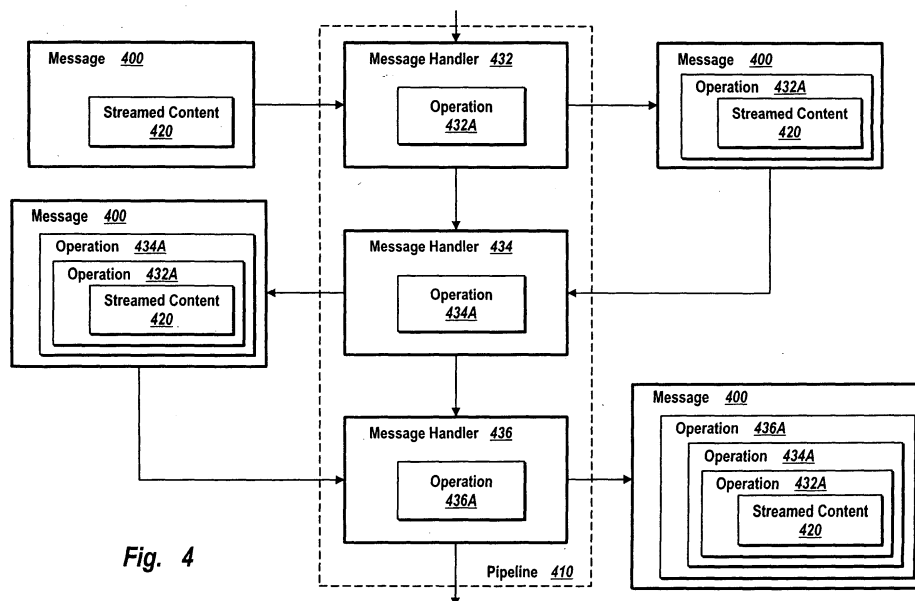 Message 400
Streamed Content
420
Message Handler 432
Operation
432A
Message 400
Operation 432A
Streamed Content
420
Message 400
Operation 434A
Operation 432A
Streamed Content
420
Message Handler 434
Operation
434A
Message Handler 436
Operation
436A
Message 400
Operation 436A
Operation 434A
Operation 432A
Streamed Content
420
Fig. 4
Pipeline 410